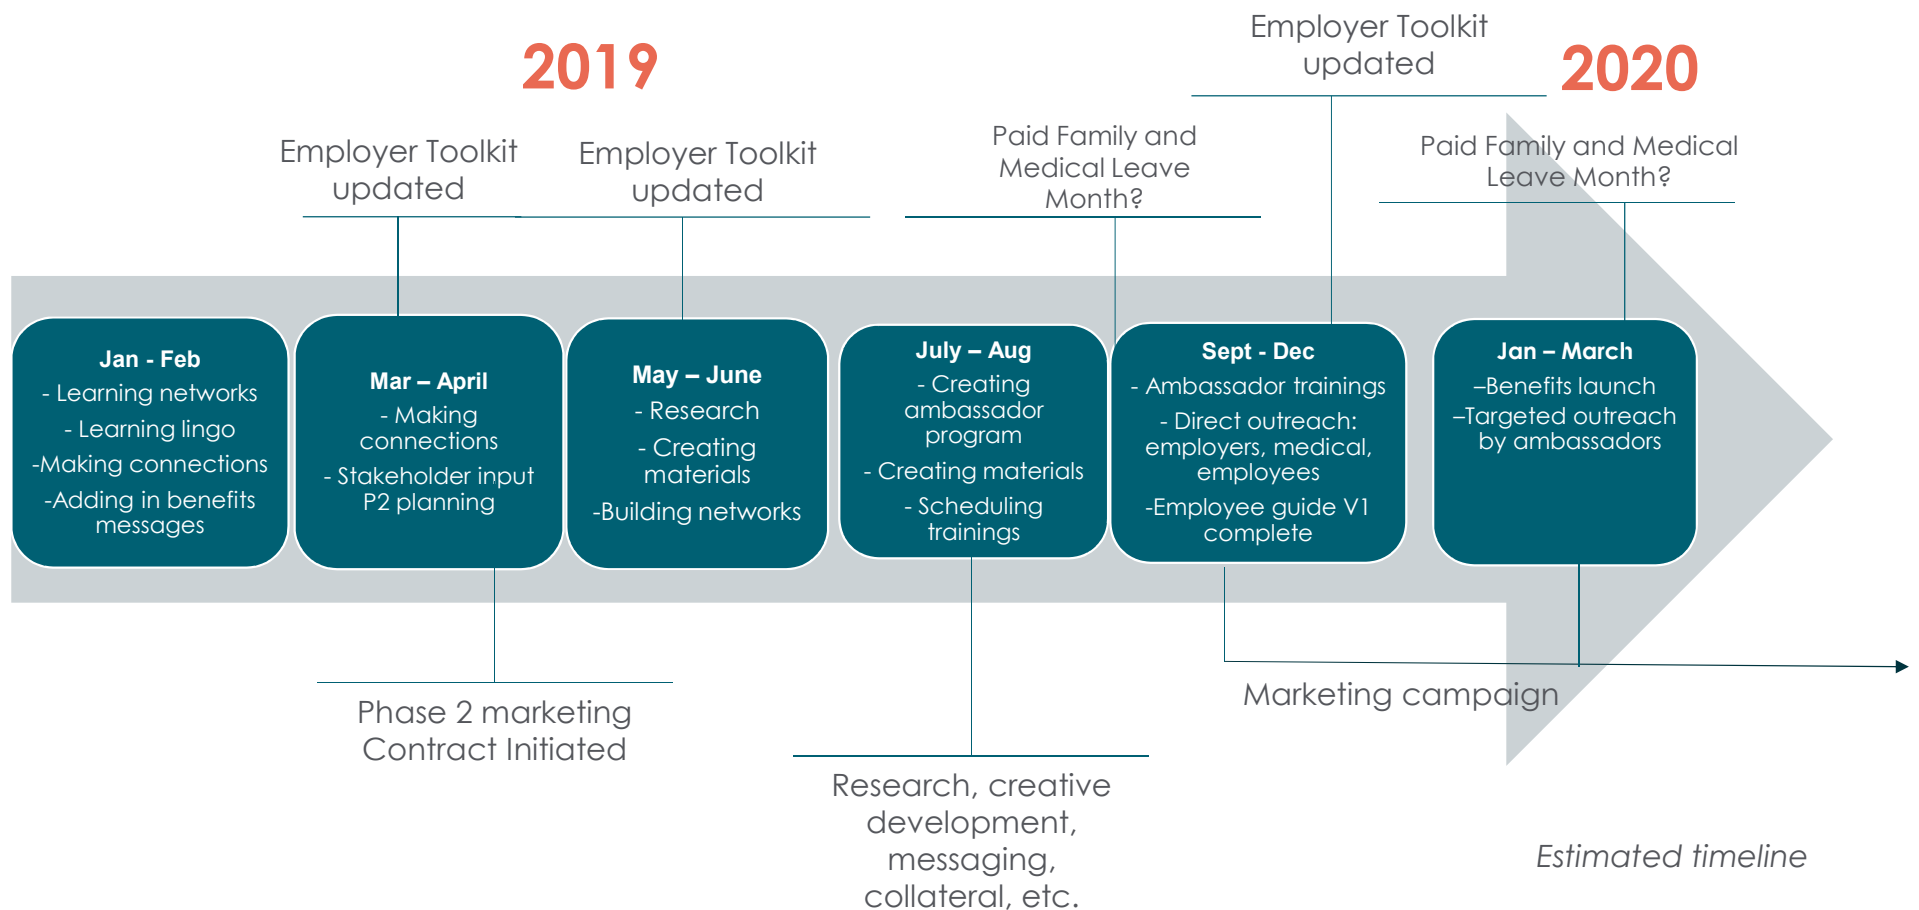 2019
2020
Employer Toolkit
updated
Employer Toolkit
updated
Paid Family and
Medical Leave
Month?
Employer Toolkit
updated
Paid Family and Medical
Leave Month?
Jan - Feb
- Learning networks
- Learning lingo
-Making connections
-Adding in benefits
messages
Mar – April
- Making
connections
- Stakeholder input
P2 planning
May – June
- Research
- Creating
materials
-Building networks
July – Aug
- Creating
ambassador
program
- Creating materials
- Scheduling
trainings
Sept - Dec
- Ambassador trainings
- Direct outreach:
employers, medical,
employees
-Employee guide V1
complete
Jan – March
–Benefits launch
–Targeted outreach
by ambassadors
Phase 2 marketing
Contract Initiated
Research, creative
development,
messaging,
collateral, etc.
Marketing campaign
Estimated timeline